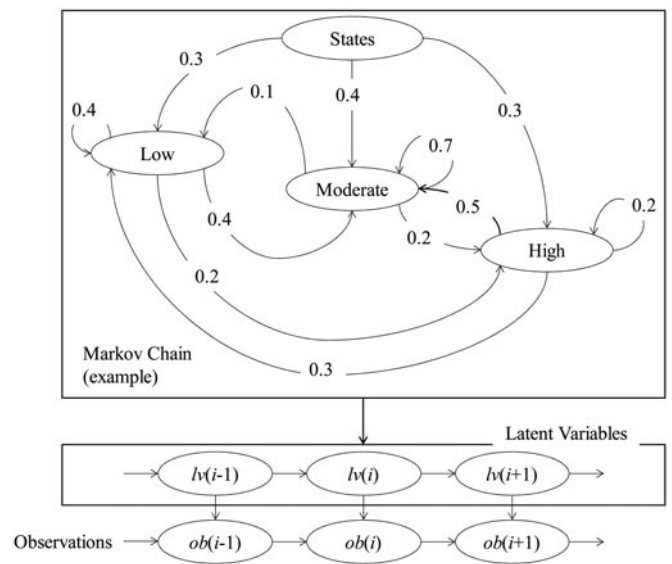 States
0.3
0.4
0.3
0.4
0.1
0.7
Low
Moderate
0.5
0.2
0.4
0.2
High
0.2
Markov Chain
(example)
0.3
Latent Variables
lv(i-1)
lv(i)
lv(i+1)
Observations
ob(i-1)
ob(i)
ob(i+1)